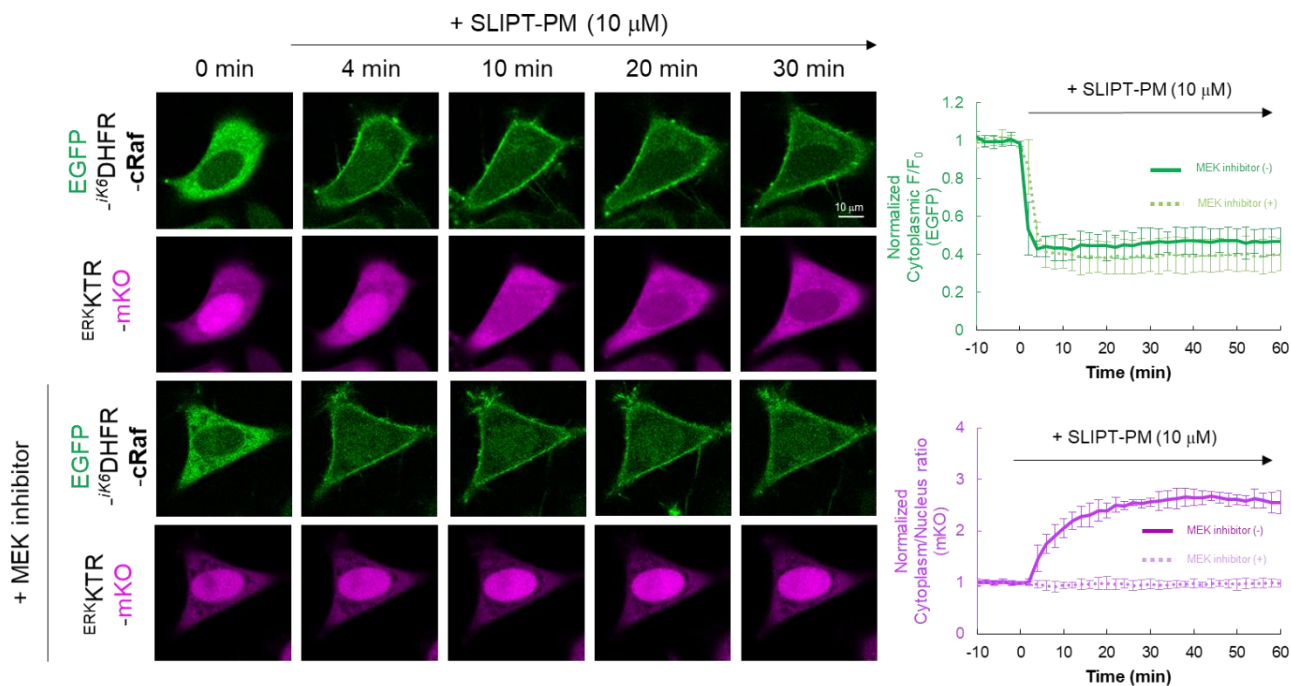 + SLIPT-PM (10 μM)
0 min 4 min 10 min 20 min 30 min
EGFP
_iK6DHFR
-cRaf
10 μm
ERKKTR
-mKO
+ MEK inhibitor
EGFP
_iK6DHFR
-cRaf
ERKKTR
-mKO
+ SLIPT-PM (10 μM)
Normalized
Cytoplasmic F/F0
(EGFP)
1.2
1
0.8
0.6
0.4
0.2
0
MEK inhibitor (-)
MEK inhibitor (+)
-10 0 10 20 30 40 50 60
Time (min)
+ SLIPT-PM (10 μM)
Normalized
Cytoplasm/Nucleus ratio
(mKO)
4
3
2
1
0
MEK inhibitor (-)
MEK inhibitor (+)
-10 0 10 20 30 40 50 60
Time (min)